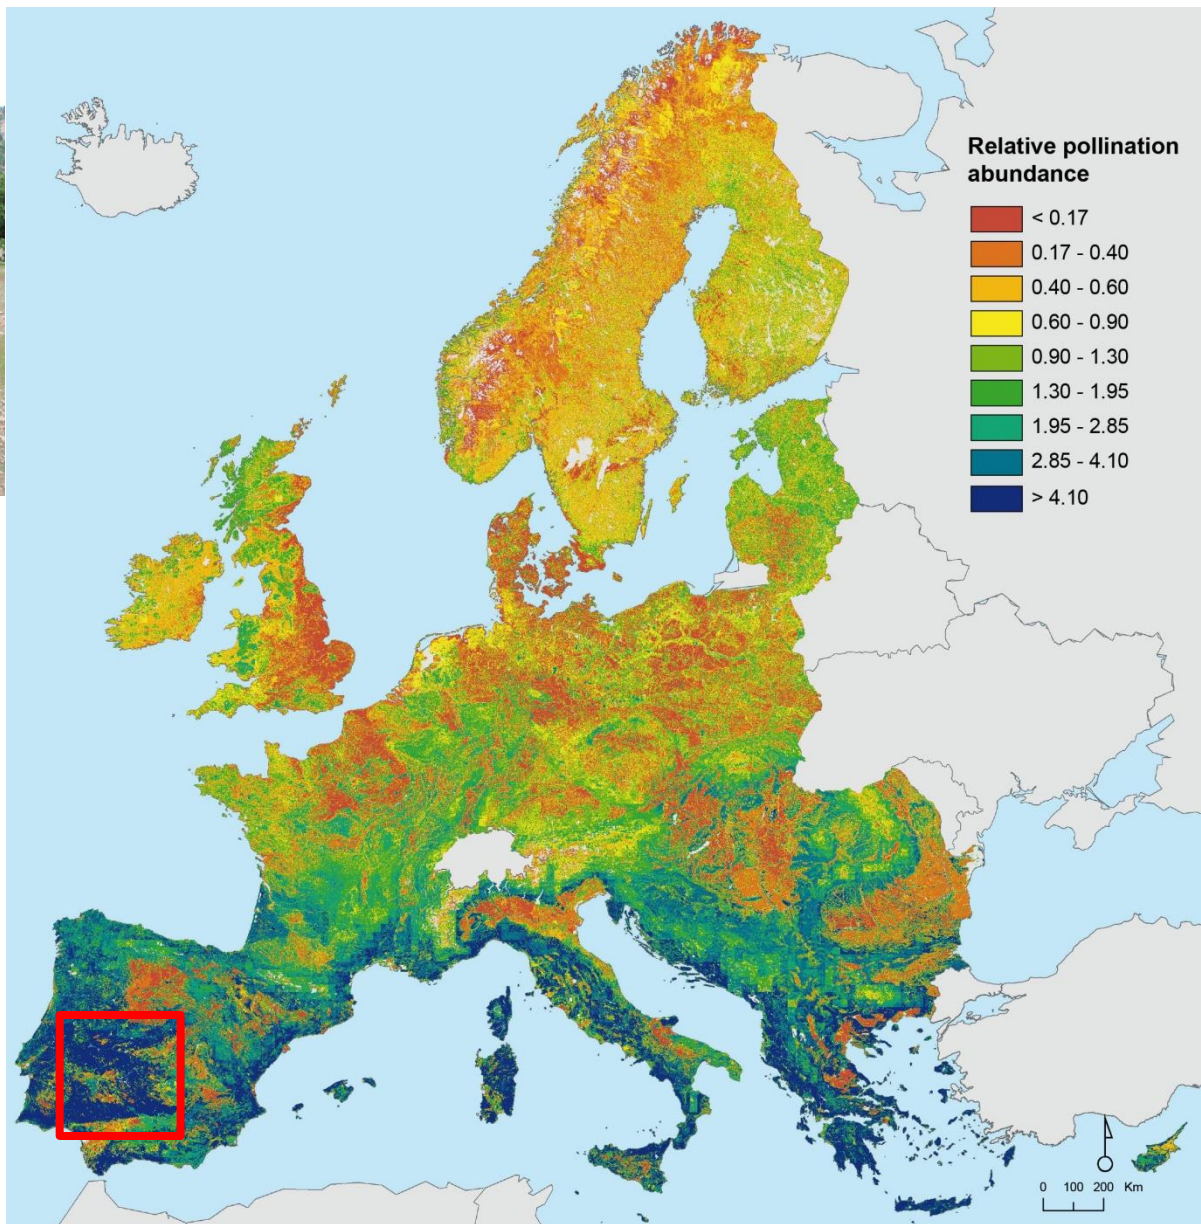 Relative pollination
abundance
< 0.17
0.17 - 0.40
0.40 - 0.60
0.60 - 0.90
0.90 - 1.30
1.30 - 1.95
1.95 - 2.85
2.85 - 4.10
> 4.10
0 100 200 Km